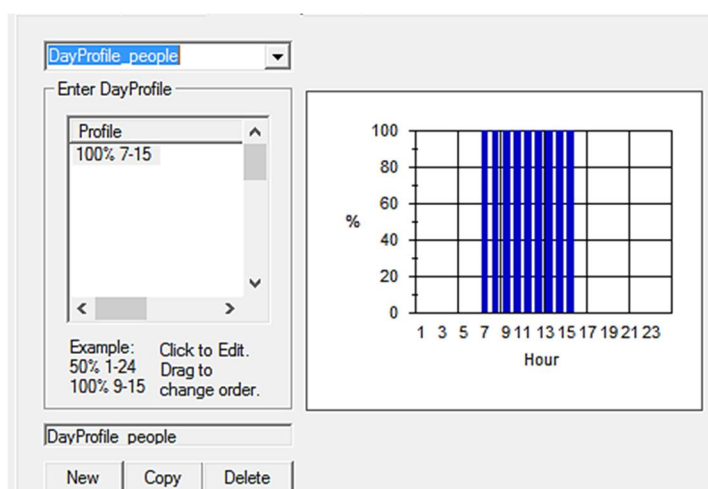 DayProfile_people
Enter DayProfile
Profile
100% 7-15
Example:
50% 1-24
100% 9-15
Click to Edit.
Drag to
change order.
DayProfile_people
New Copy Delete
100
80
60
%
40
20
0
1 3 5 7 9 11 13 15 17 19 21 23
Hour